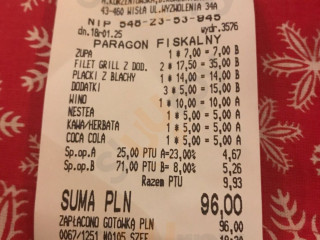 43-460 WISŁA UL.WYZWOLENIA 34A
NIP 548-23-53-945
dn.18-01.25 wydr.3576
PARAGON FISKALNY
ZUPA 1* 7,00= 7,00 B
FILET GRILL Z DOD. 2* 17,50= 35,00 B
PLACKI Z BLACHY 1* 14,00= 14,00 B
DODATKI 3* 5,00= 15,00 B
WINO 1* 10,00= 10,00 A
NESTEA 1* 5,00= 5,00 A
KAWA/HERBATA 1* 5,00= 5,00 A
COCA COLA 1* 5,00= 5,00 A
Sp.op.A 25,00 PTU A=23,00% 4,67
Sp.op.B 71,00 PTU B= 8,00% 5,26
Razem PTU 9,93
SUMA PLN 96,00
ZAPŁACONO GOTÓWKĄ PLN 96,00
0067/1251 #A105 SZEF